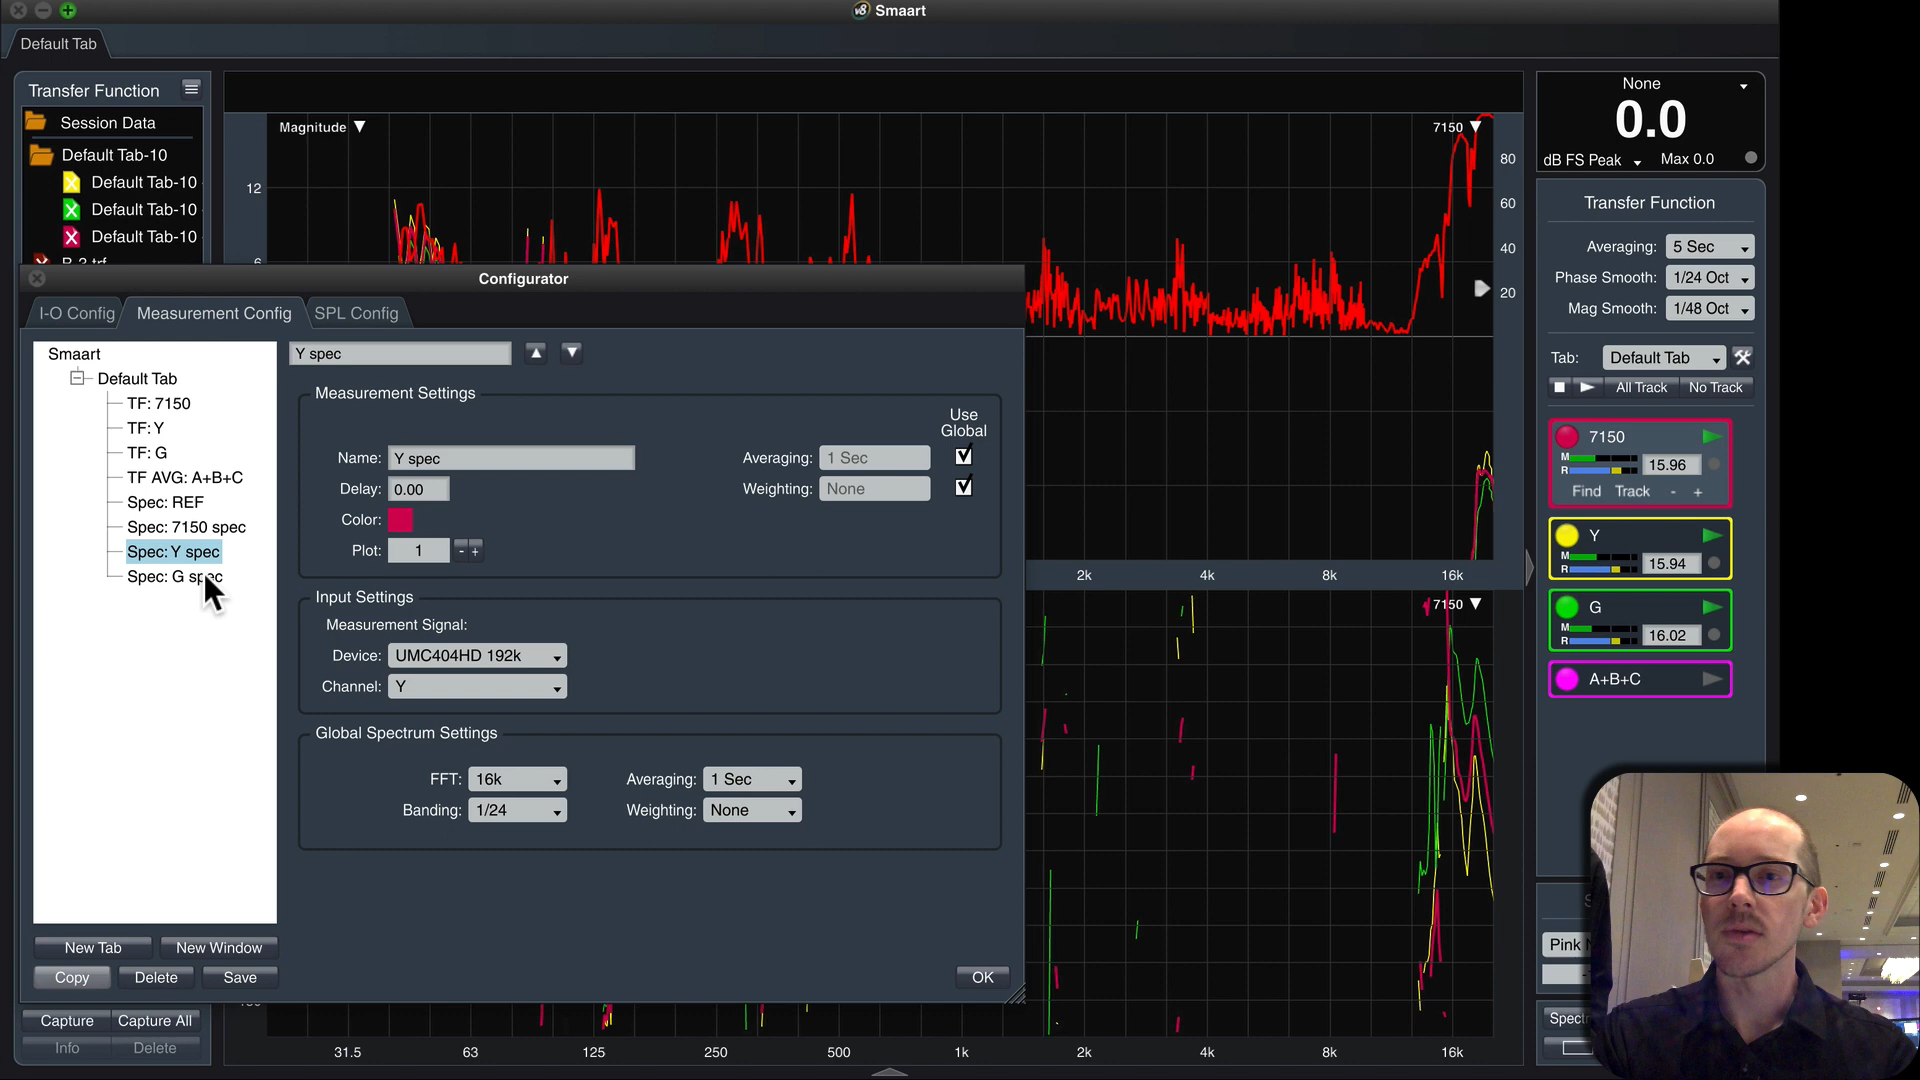 v8 Smaart
Default Tab
Transfer Function
Session Data
Default Tab-10
Default Tab-10
Default Tab-10
Default Tab-10
Magnitude
7150
12
6
80
60
40
20
Configurator
I-O Config
Measurement Config
SPL Config
Smaart
Default Tab
TF: 7150
TF: Y
TF: G
TF AVG: A+B+C
Spec: REF
Spec: 7150 spec
Spec: Y spec
Spec: G spec
Y spec
Measurement Settings
Use
Global
Name: Y spec
Averaging: 1 Sec
Delay: 0.00
Weighting: None
Color:
Plot: 1 - +
Input Settings
Measurement Signal:
Device: UMC404HD 192k
Channel: Y
Global Spectrum Settings
FFT: 16k
Averaging: 1 Sec
Banding: 1/24
Weighting: None
New Tab
New Window
Copy
Delete
Save
OK
Capture
Capture All
Info
Delete
2k 4k 8k 16k
7150
31.5 63 125 250 500 1k 2k 4k 8k 16k
None
0.0
dB FS Peak
Max 0.0
Transfer Function
Averaging: 5 Sec
Phase Smooth: 1/24 Oct
Mag Smooth: 1/48 Oct
Tab: Default Tab
All Track
No Track
7150
M
R
15.96
Find Track - +
Y
M
R
15.94
G
M
R
16.02
A+B+C
Pink
Spectr